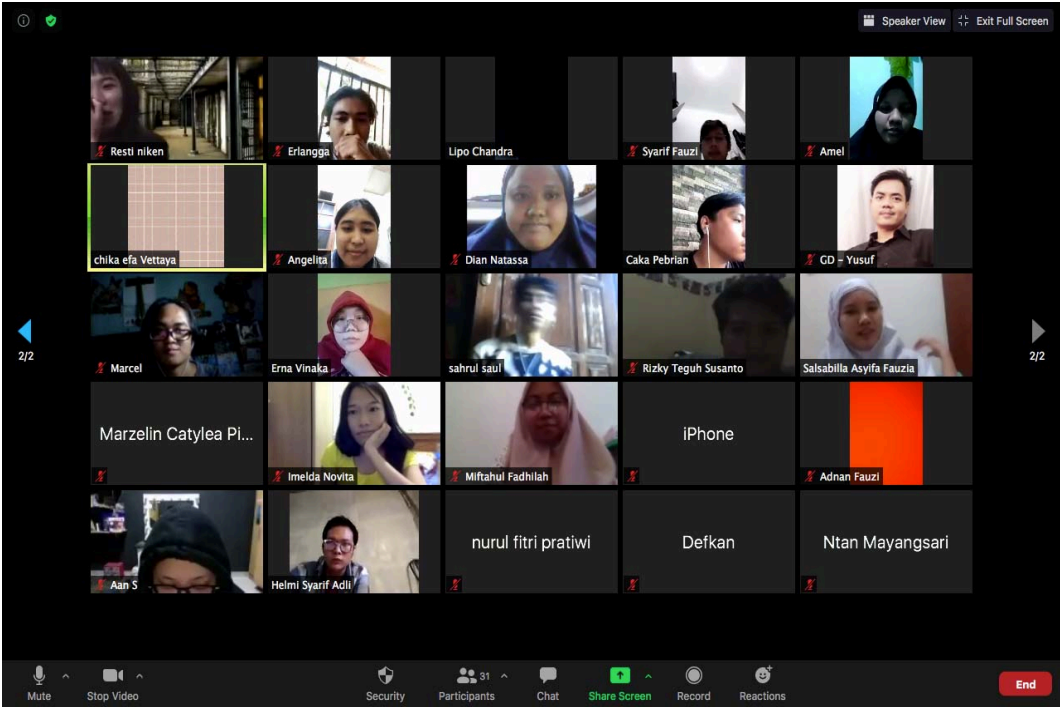 Speaker View
Exit Full Screen
Resti niken
Erlangga
Lipo Chandra
Syarif Fauzi
Amel
chika efa Vettaya
Angelita
Dian Natassa
Caka Pebrian
GD - Yusuf
Marcel
Erna Vinaka
sahrul saul
Rizky Teguh Susanto
Salsabilla Asyifa Fauzia
2/2
2/2
Marzelin Catylea Pi...
Imelda Novita
Miftahul Fadhilah
iPhone
Adnan Fauzi
Aan S
Helmi Syarif Adli
nurul fitri pratiwi
Defkan
Ntan Mayangsari
Mute
Stop Video
Security
Participants
31
Chat
Share Screen
Record
Reactions
End